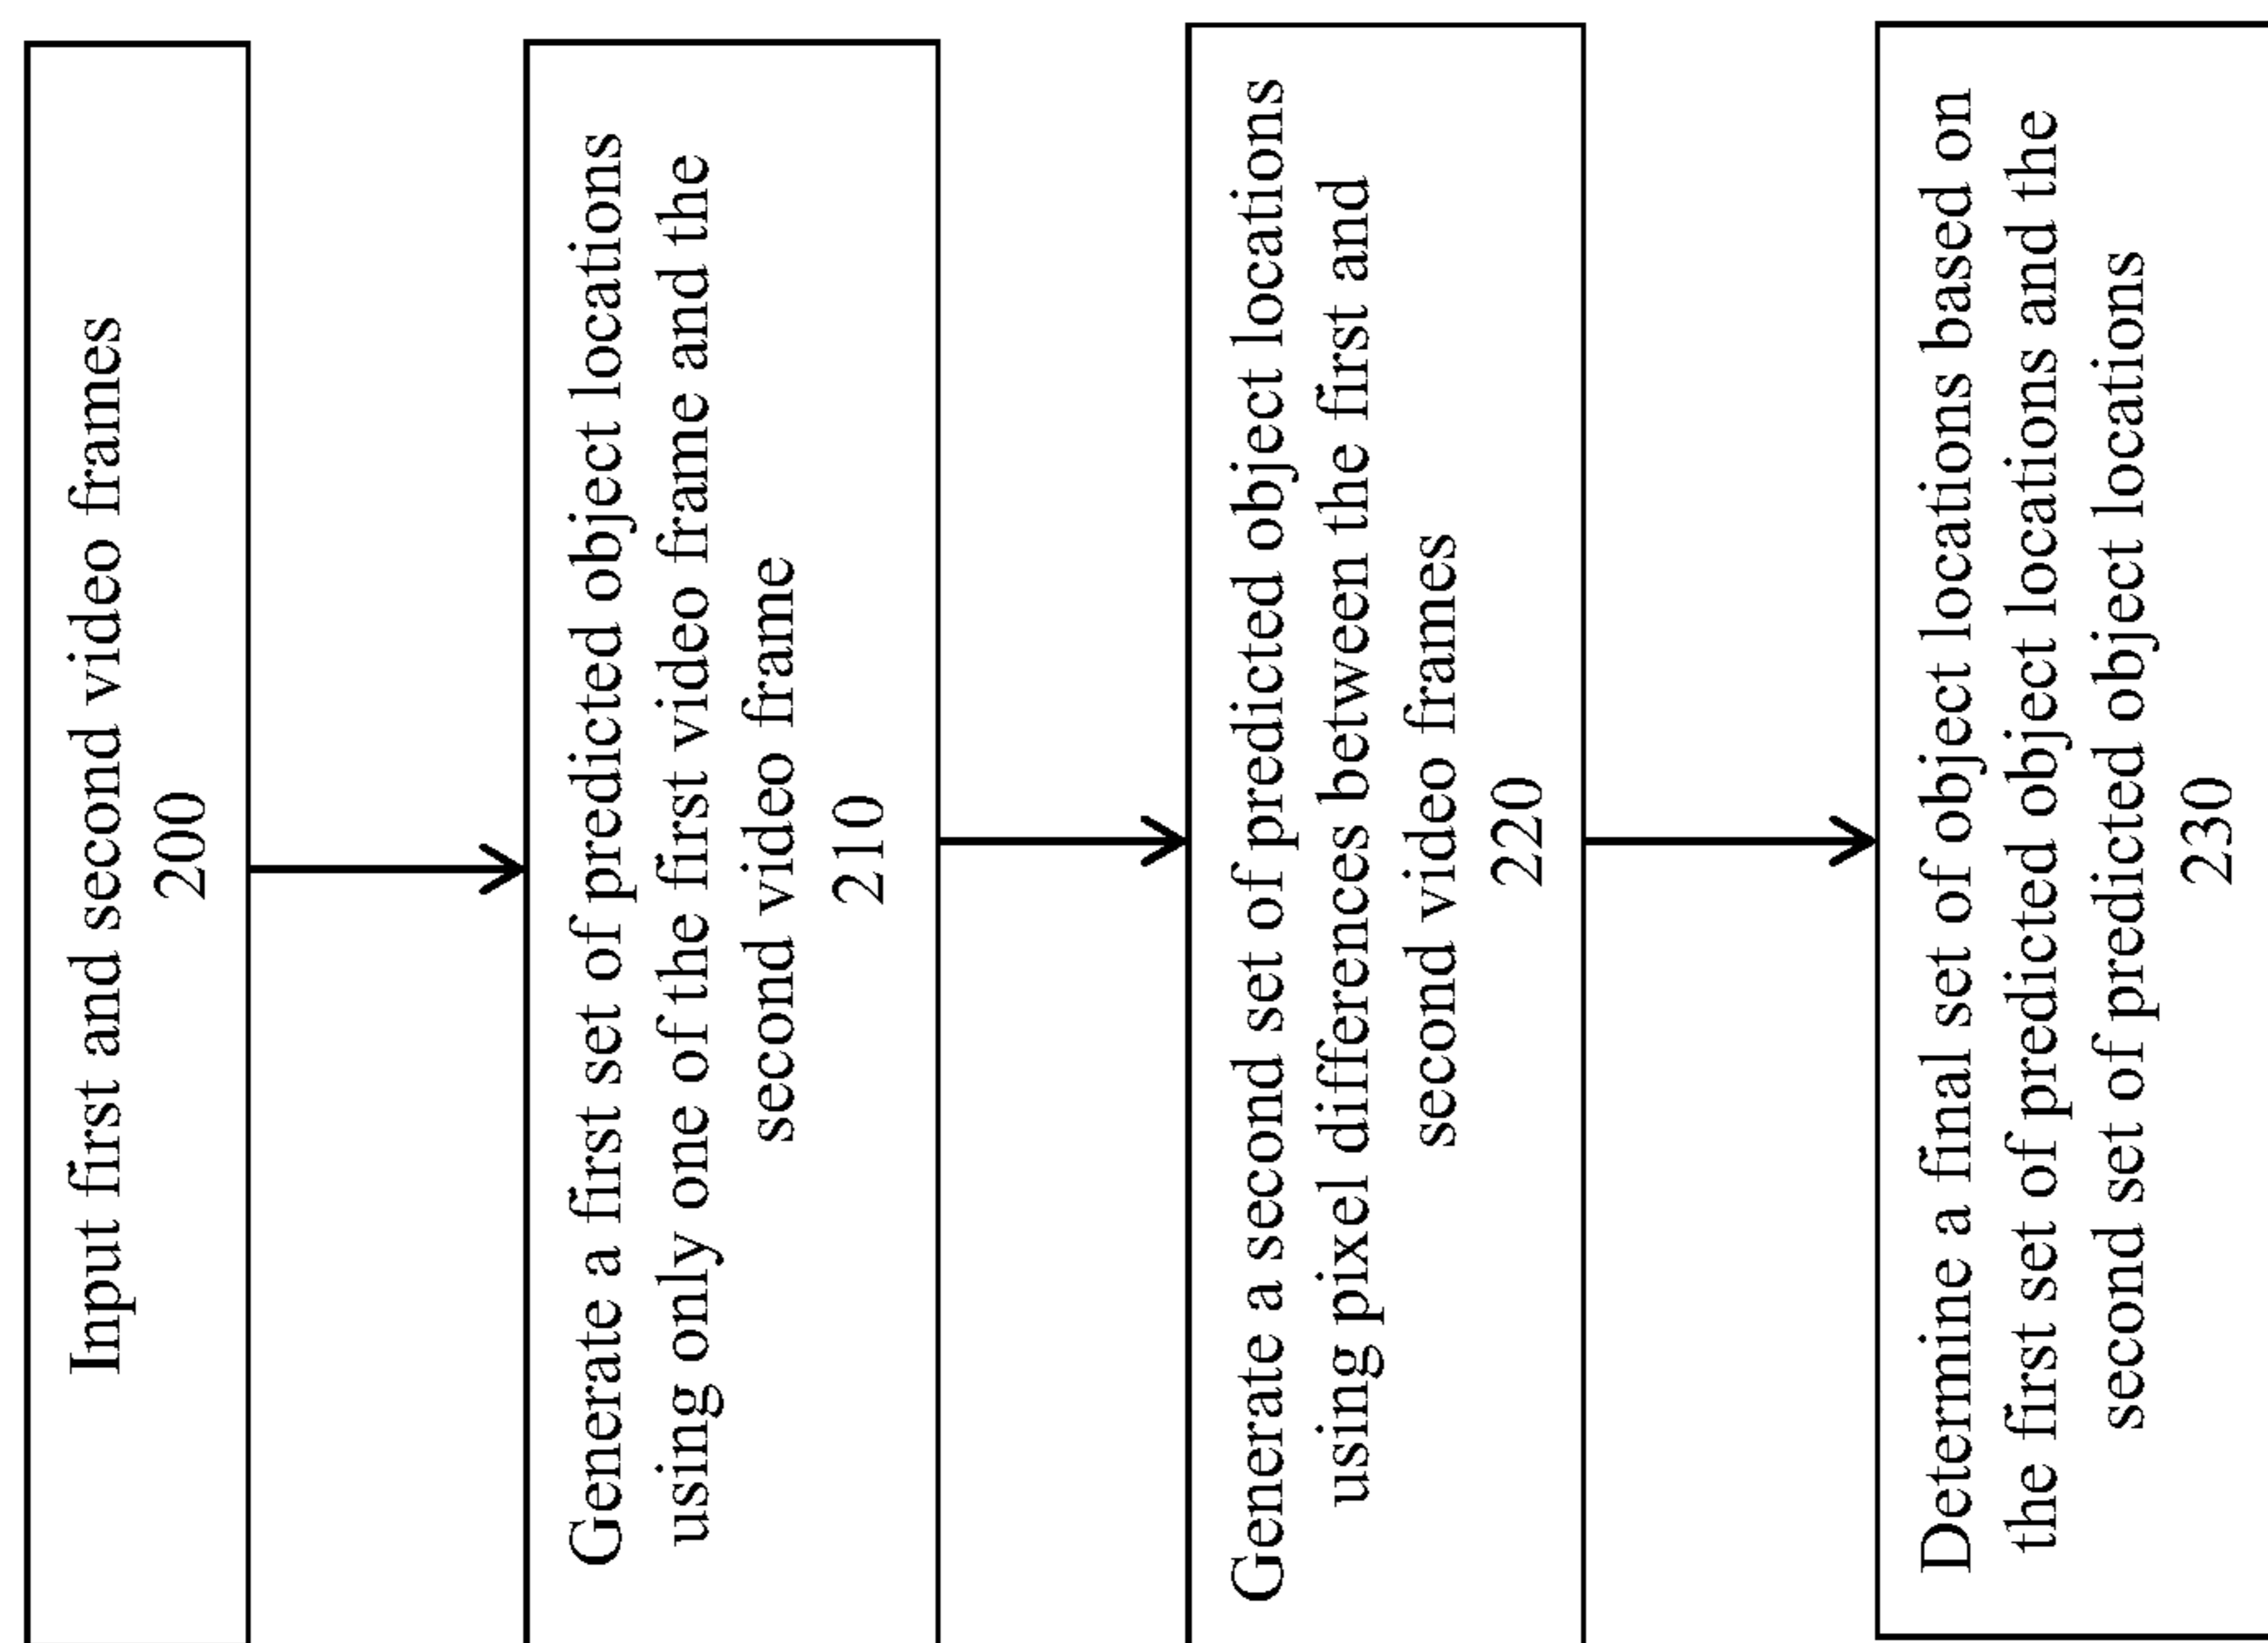 Input first and second video frames
200
Generate a first set of predicted object locations
using only one of the first video frame and the
second video frame
210
Generate a second set of predicted object locations
using pixel differences between the first and
second video frames
220
Determine a final set of object locations based on
the first set of predicted object locations and the
second set of predicted object locations
230